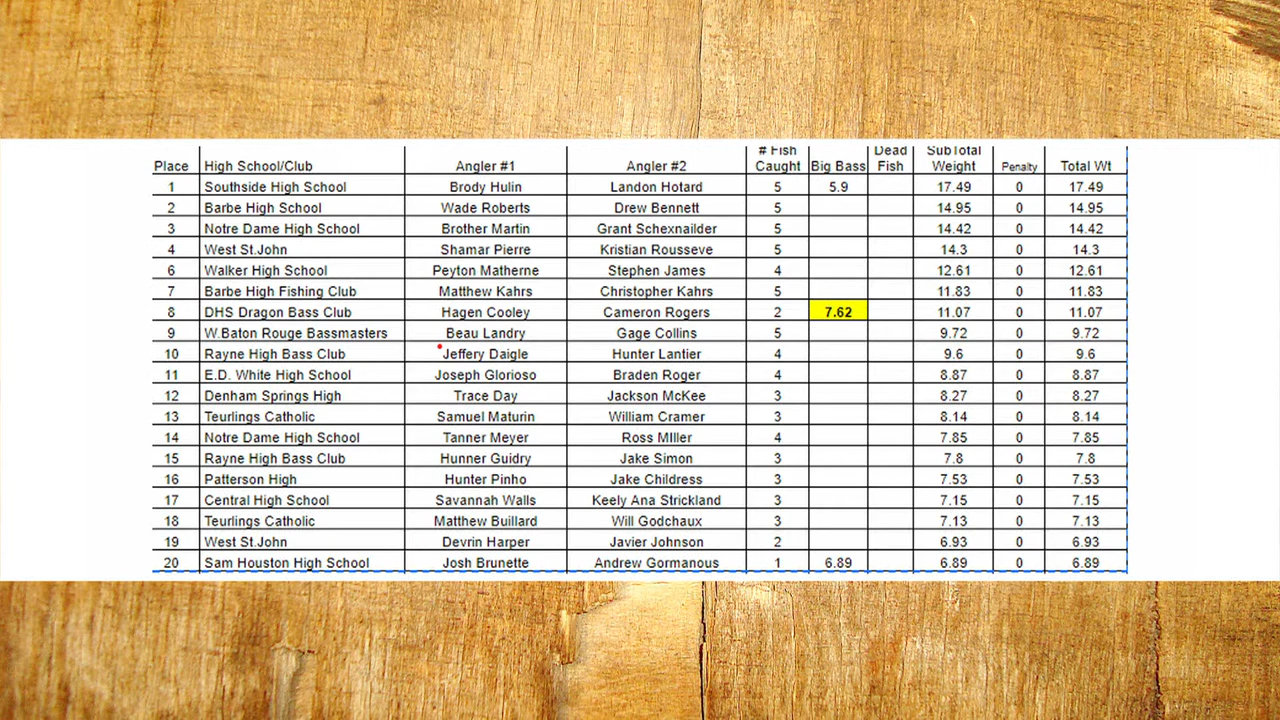 Place High School/Club Angler #1 Angler #2 # Fish Caught Big Bass Dead Fish SubTotal Weight Penalty Total Wt
1 Southside High School Brody Hulin Landon Hotard 5 5.9 17.49 0 17.49
2 Barbe High School Wade Roberts Drew Bennett 5 14.95 0 14.95
3 Notre Dame High School Brother Martin Grant Schexnailder 5 14.42 0 14.42
4 West St.John Shamar Pierre Kristian Rousseve 5 14.3 0 14.3
6 Walker High School Peyton Matherne Stephen James 4 12.61 0 12.61
7 Barbe High Fishing Club Matthew Kahrs Christopher Kahrs 5 11.83 0 11.83
8 DHS Dragon Bass Club Hagen Cooley Cameron Rogers 2 7.62 11.07 0 11.07
9 W.Baton Rouge Bassmasters Beau Landry Gage Collins 5 9.72 0 9.72
10 Rayne High Bass Club Jeffery Daigle Hunter Lantier 4 9.6 0 9.6
11 E.D. White High School Joseph Glorioso Braden Roger 4 8.87 0 8.87
12 Denham Springs High Trace Day Jackson McKee 3 8.27 0 8.27
13 Teurlings Catholic Samuel Maturin William Cramer 3 8.14 0 8.14
14 Notre Dame High School Tanner Meyer Ross MIller 4 7.85 0 7.85
15 Rayne High Bass Club Hunner Guidry Jake Simon 3 7.8 0 7.8
16 Patterson High Hunter Pinho Jake Childress 3 7.53 0 7.53
17 Central High School Savannah Walls Keely Ana Strickland 3 7.15 0 7.15
18 Teurlings Catholic Matthew Buillard Will Godchaux 3 7.13 0 7.13
19 West St.John Devrin Harper Javier Johnson 2 6.93 0 6.93
20 Sam Houston High School Josh Brunette Andrew Gormanous 1 6.89 6.89 0 6.89